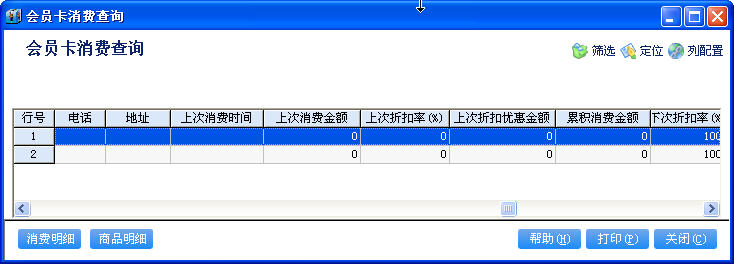 会员卡消费查询
会员卡消费查询
筛选 定位 列配置
行号 电话 地址 上次消费时间 上次消费金额 上次折扣率(%) 上次折扣优惠金额 累积消费金额 下次折扣率(%
1 0 0 0 0 100
2 0 0 0 0 100
消费明细 商品明细 帮助(H) 打印(P) 关闭(C)